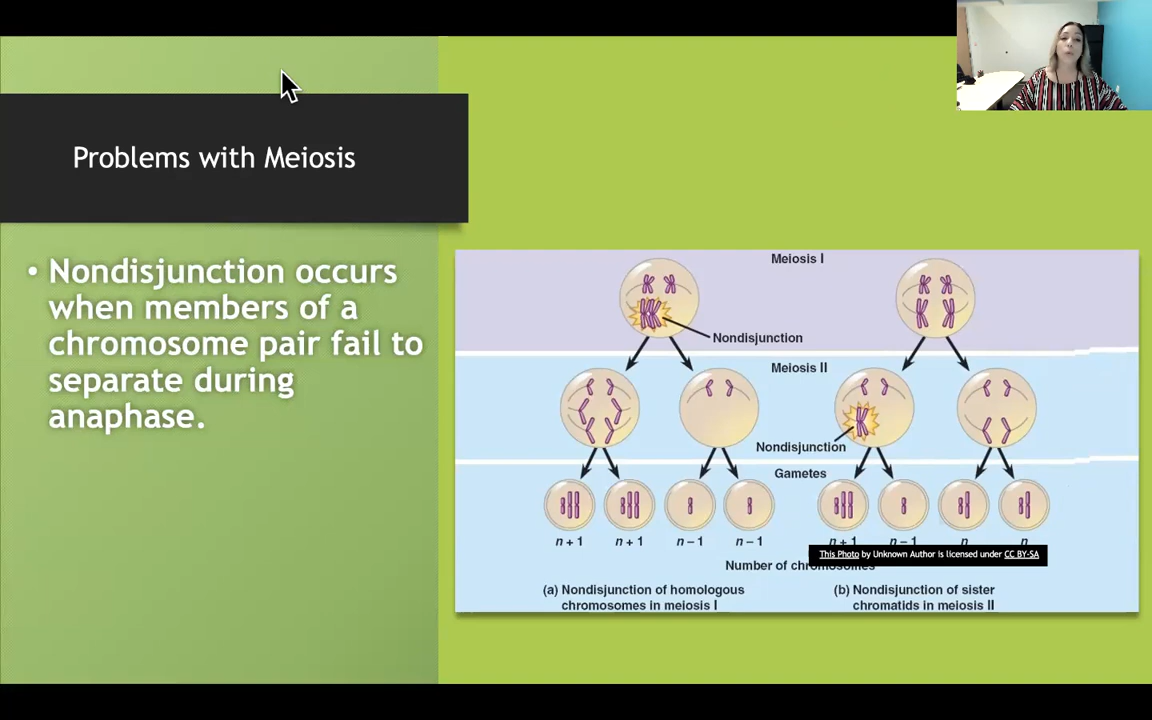 Problems with Meiosis
• Nondisjunction occurs
when members of a
chromosome pair fail to
separate during
anaphase.
Meiosis I
Nondisjunction
Meiosis II
Nondisjunction
Gametes
n + 1 n + 1 n – 1 n – 1 n + 1 n – 1 n n
This Photo by Unknown Author is licensed under CC BY-SA
Number of chromosomes
(a) Nondisjunction of homologous
chromosomes in meiosis I
(b) Nondisjunction of sister
chromatids in meiosis II